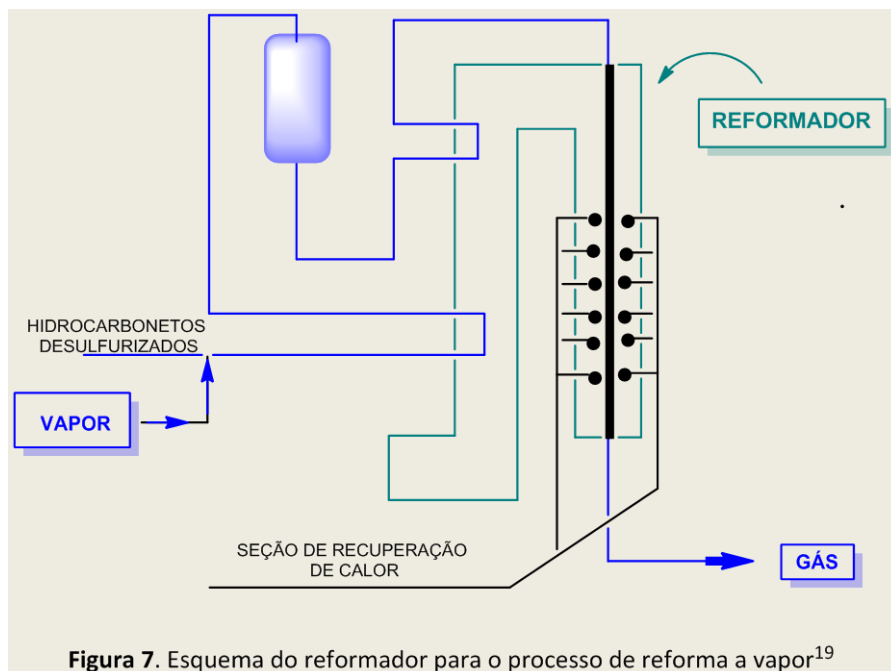 REFORMADOR
HIDROCARBONETOS
DESULFURIZADOS
VAPOR
SEÇÃO DE RECUPERAÇÃO
DE CALOR
GÁS
Figura 7. Esquema do reformador para o processo de reforma a vapor¹⁹